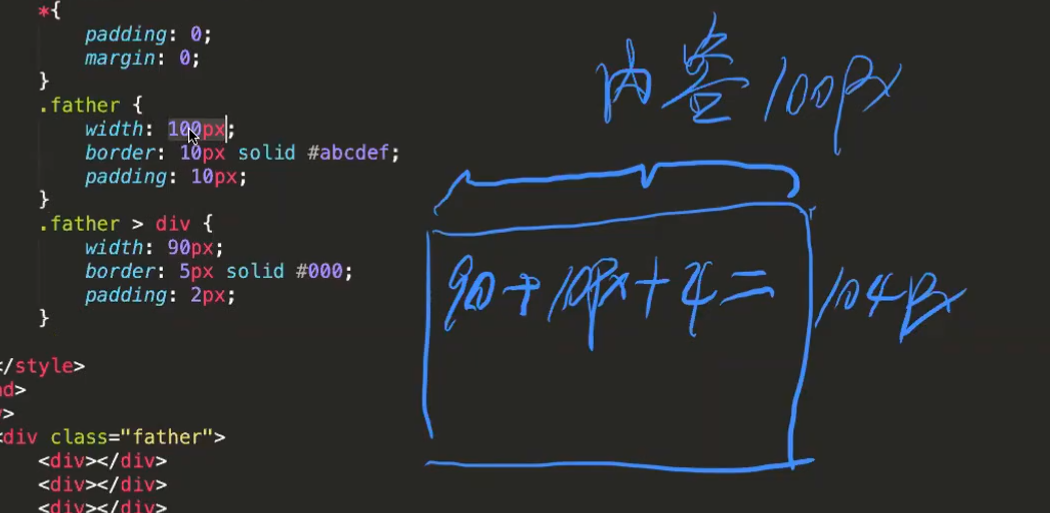 *{
padding: 0;
margin: 0;
}
.father {
width: 100px;
border: 10px solid #abcdef;
padding: 10px;
}
.father > div {
width: 90px;
border: 5px solid #000;
padding: 2px;
}
</style>
ad>
>
<div class="father">
<div></div>
<div></div>
<div></div>
内容100px
90+10px+4=104px